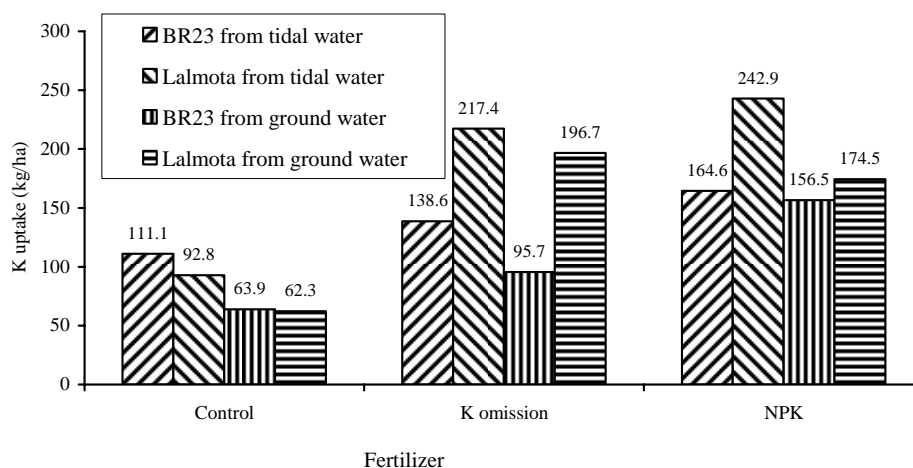 K uptake (kg/ha)
300
250
200
150
100
50
0
BR23 from tidal water
Lalmota from tidal water
BR23 from ground water
Lalmota from ground water
111.1
92.8
63.9
62.3
138.6
217.4
95.7
196.7
164.6
242.9
156.5
174.5
Control
K omission
NPK
Fertilizer